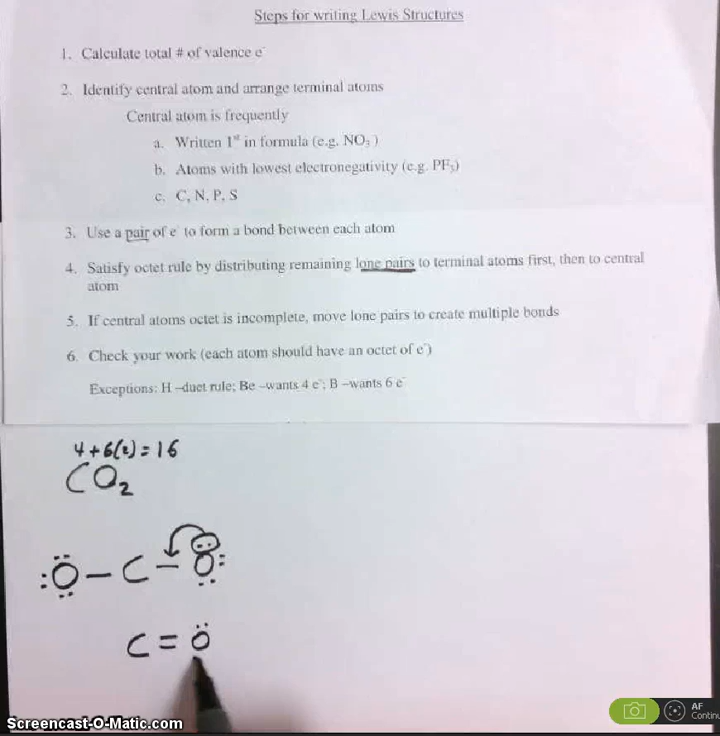 Steps for writing Lewis Structures
1. Calculate total # of valence e⁻
2. Identify central atom and arrange terminal atoms
Central atom is frequently
a. Written 1ˢᵗ in formula (e.g. NO₃)
b. Atoms with lowest electronegativity (e.g. PF₅)
c. C, N, P, S
3. Use a pair of e⁻ to form a bond between each atom
4. Satisfy octet rule by distributing remaining lone pairs to terminal atoms first, then to central
atom
5. If central atoms octet is incomplete, move lone pairs to create multiple bonds
6. Check your work (each atom should have an octet of e⁻)
Exceptions: H –duet rule; Be –wants 4 e⁻; B –wants 6 e⁻
4+6(2)=16
CO₂
:Ö – C – Ö:
C = Ö
Screencast-O-Matic.com
AF
Continu